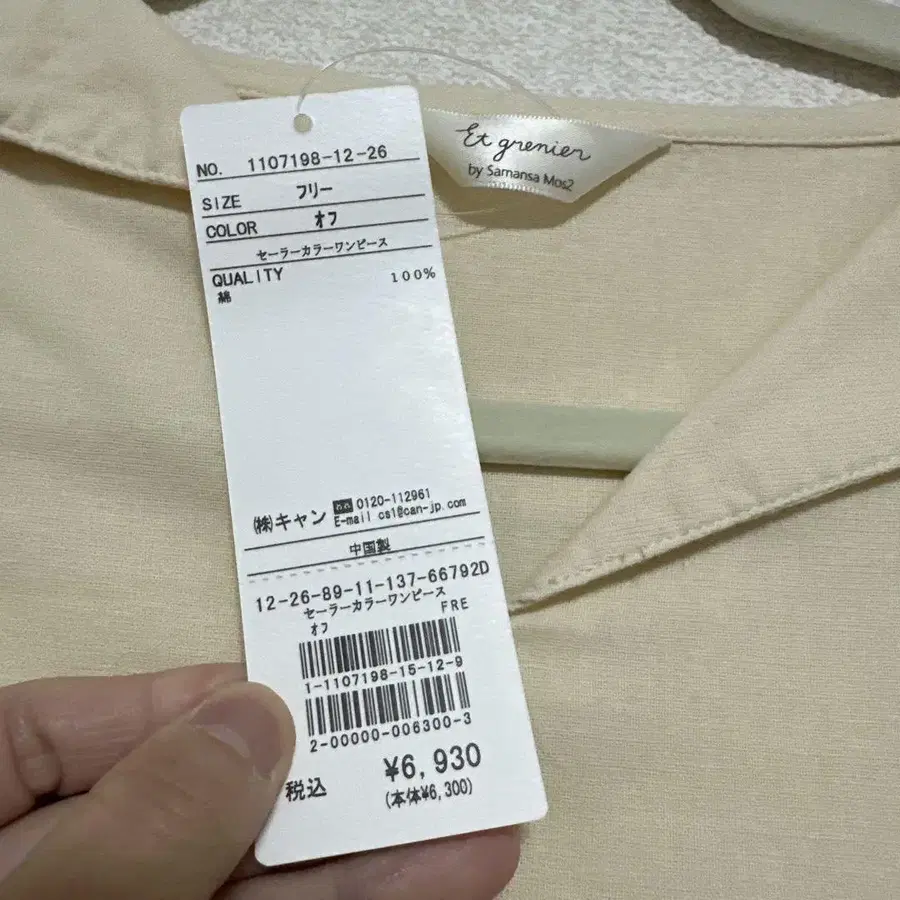 Et grenier
by Samansa Mos2
NO. 1107198-12-26
SIZE フリー
COLOR オフ
セーラーカラーワンピース
QUALITY
綿 100%
㈱キャン 0120-112961
E-mail cs1@can-jp.com
中国製
12-26-89-11-137-66792D
セーラーカラーワンピース
オフ FRE
1-1107198-15-12-9
2-00000-006300-3
税込 ¥6,930
(本体¥6,300)